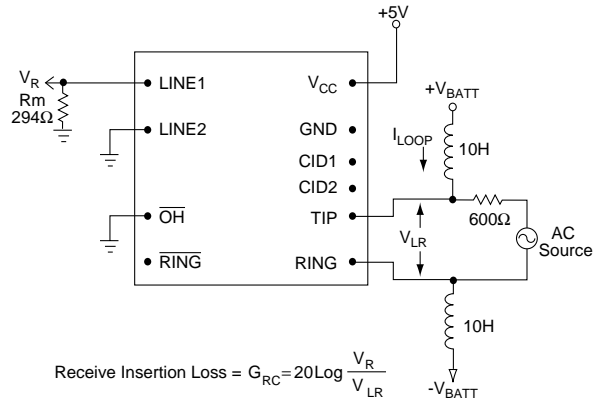 +5V
V_R
Rm
294Ω
LINE1
LINE2
OH
RING
V_CC
GND
CID1
CID2
TIP
RING
+V_BATT
I_LOOP
10H
600Ω
AC
Source
V_LR
10H
-V_BATT
Receive Insertion Loss = G_RC=20Log V_R / V_LR